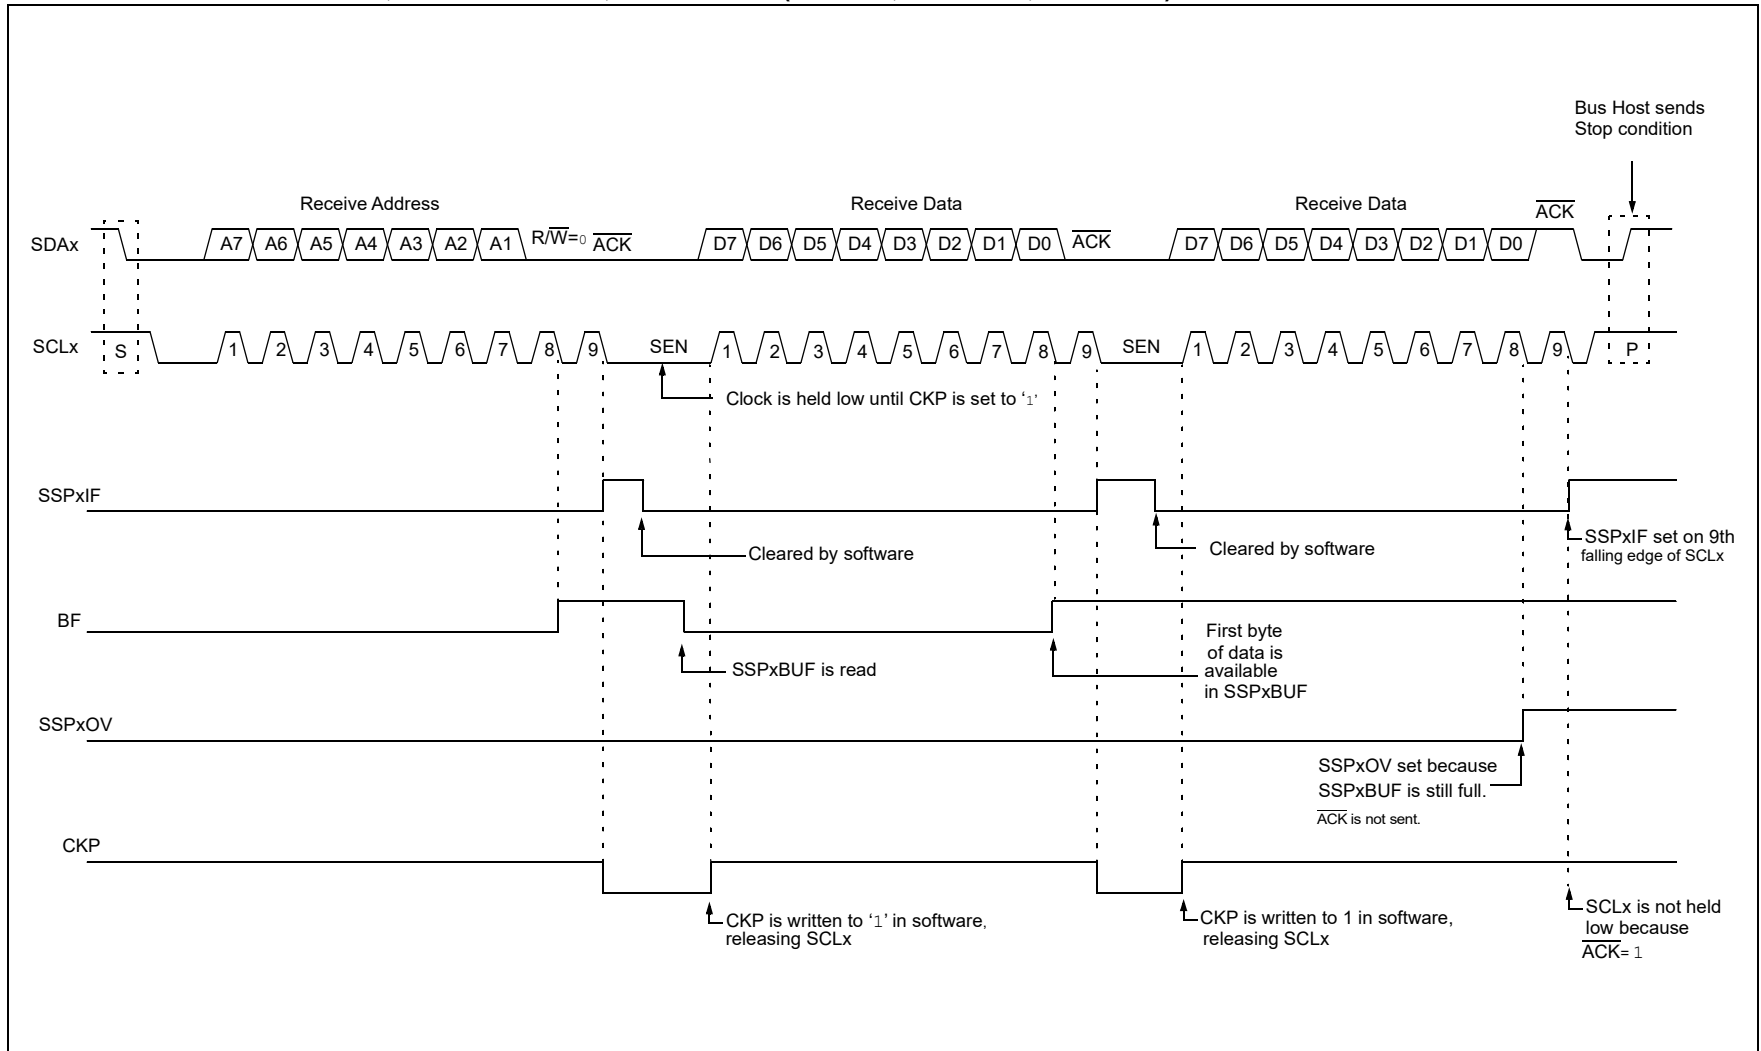 Bus Host sends
Stop condition
Receive Address
Receive Data
Receive Data
A̅C̅K̅
SDAx
A7 A6 A5 A4 A3 A2 A1 R/W̅=0 A̅C̅K̅ D7 D6 D5 D4 D3 D2 D1 D0 A̅C̅K̅ D7 D6 D5 D4 D3 D2 D1 D0
SCLx
S 1 2 3 4 5 6 7 8 9 SEN 1 2 3 4 5 6 7 8 9 SEN 1 2 3 4 5 6 7 8 9 P
Clock is held low until CKP is set to ‘1’
SSPxIF
Cleared by software
Cleared by software
SSPxIF set on 9th
falling edge of SCLx
BF
SSPxBUF is read
First byte
of data is
available
in SSPxBUF
SSPxOV
SSPxOV set because
SSPxBUF is still full.
A̅C̅K̅ is not sent.
CKP
CKP is written to ‘1’ in software,
releasing SCLx
CKP is written to 1 in software,
releasing SCLx
SCLx is not held
low because
A̅C̅K̅= 1